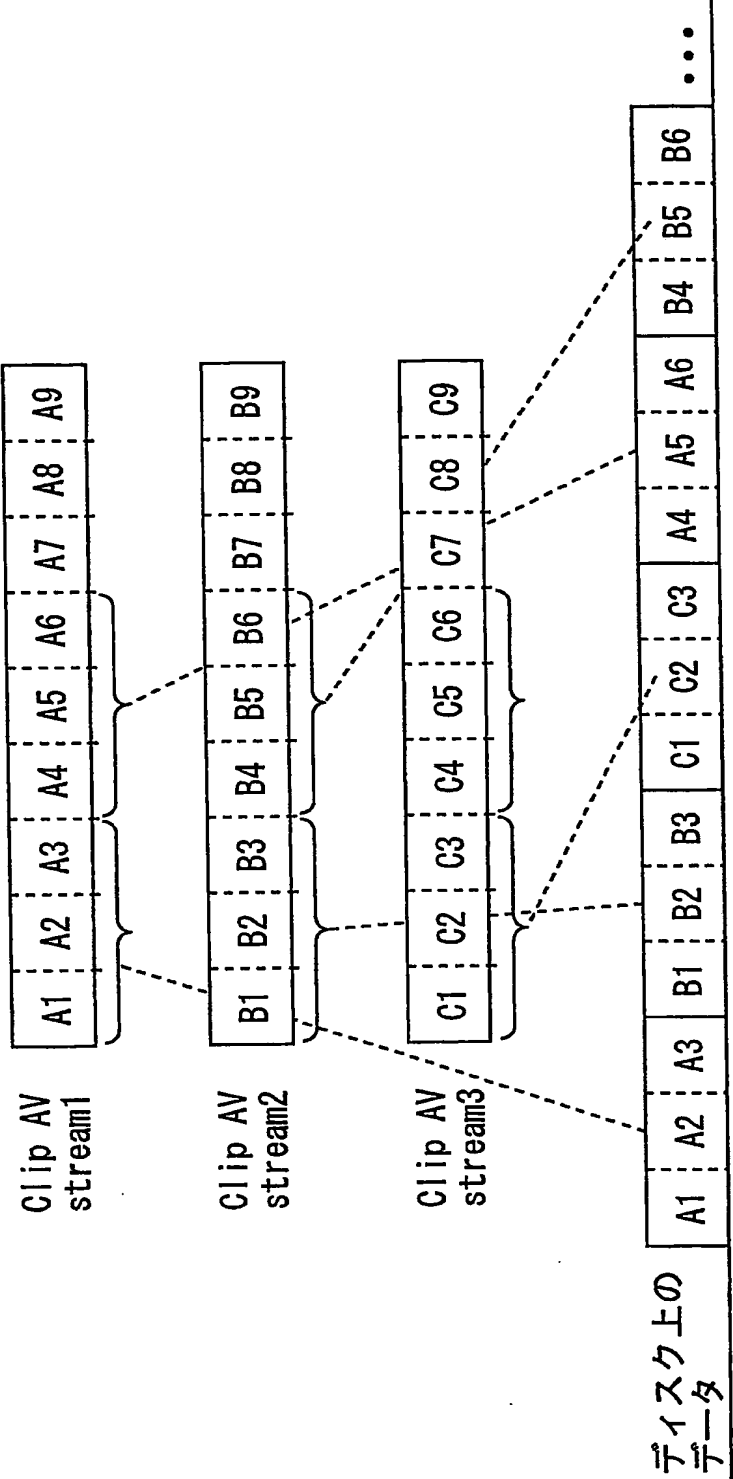 Clip AV
stream1
A1 A2 A3 A4 A5 A6 A7 A8 A9
Clip AV
stream2
B1 B2 B3 B4 B5 B6 B7 B8 B9
Clip AV
stream3
C1 C2 C3 C4 C5 C6 C7 C8 C9
ディスク上の
データ
A1 A2 A3 B1 B2 B3 C1 C2 C3 A4 A5 A6 B4 B5 B6 •••